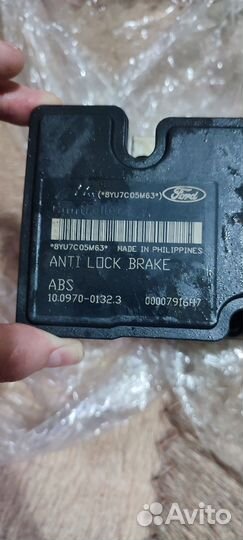 (*8YU7C05M63*) Ford
*8YU7C05M63* MADE IN PHILIPPINES
ANTI LOCK BRAKE
ABS
10.0970-0132.3 0000791647
Avito